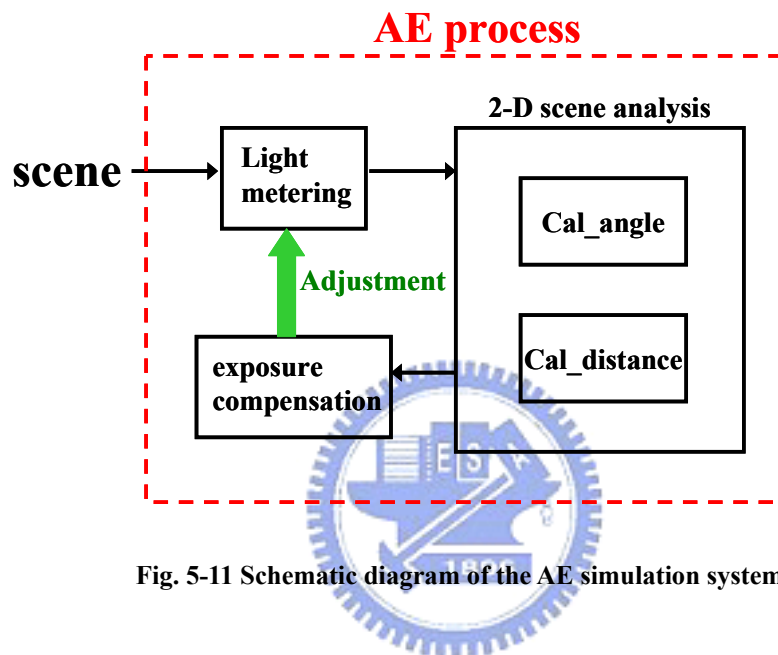 AE process
2-D scene analysis
scene
Light
metering
Cal_angle
Adjustment
Cal_distance
exposure
compensation
E S
Fig. 5-11 Schematic diagram of the AE simulation system